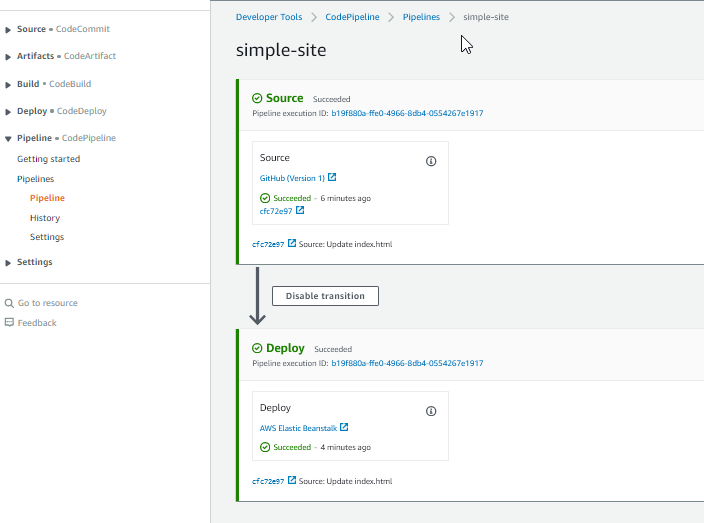 Source • CodeCommit
Artifacts • CodeArtifact
Build • CodeBuild
Deploy • CodeDeploy
Pipeline • CodePipeline
Getting started
Pipelines
Pipeline
History
Settings
Settings
Go to resource
Feedback
Developer Tools > CodePipeline > Pipelines > simple-site
simple-site
Source Succeeded
Pipeline execution ID: b19f880a-ffe0-4966-8db4-0554267e1917
Source
GitHub (Version 1)
Succeeded - 6 minutes ago
cfc72e97
cfc72e97 Source: Update index.html
Disable transition
Deploy Succeeded
Pipeline execution ID: b19f880a-ffe0-4966-8db4-0554267e1917
Deploy
AWS Elastic Beanstalk
Succeeded - 4 minutes ago
cfc72e97 Source: Update index.html